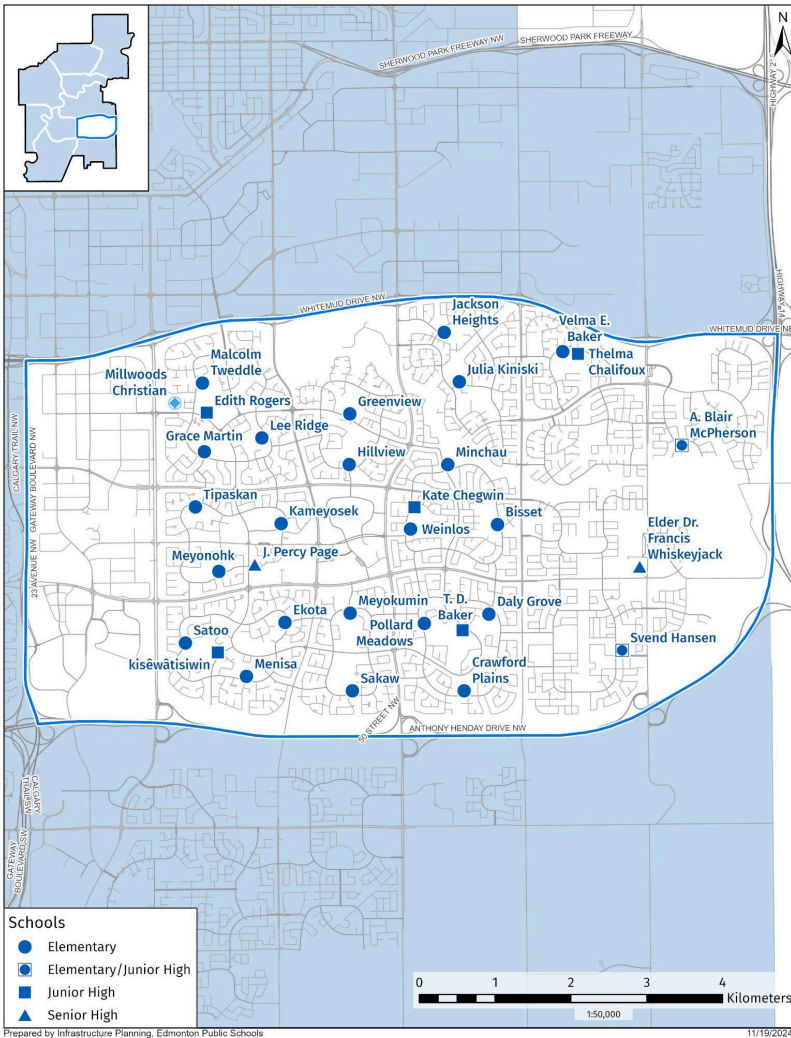 N
SHERWOOD PARK FREEWAY NW
SHERWOOD PARK FREEWAY
WHITEMUD DRIVE NW
Jackson
Heights
Velma E.
Baker
WHITEMUD DRIVE NE
Thelma
Chalifoux
Malcolm
Tweddle
Millwoods
Christian
Julia Kiniski
Edith Rogers
Greenview
A. Blair
McPherson
Lee Ridge
Grace Martin
Hillview
Minchau
CALGARY TRAIL NW
GATEWAY BOULEVARD NW
23 AVENUE NW
Tipaskan
Kameyosek
Kate Chegwin
Weinlos
Bisset
Elder Dr.
Francis
Whiskeyjack
Meyonohk
J. Percy Page
Ekota
Meyokumin
T. D.
Baker
Daly Grove
Pollard
Meadows
Satoo
kisêwâtisiwin
Svend Hansen
Menisa
Sakaw
Crawford
Plains
50 STREET NW
ANTHONY HENDAY DRIVE NW
CALGARY
TRAIL SW
GATEWAY
BOULEVARD SW
Schools
Elementary
Elementary/Junior High
Junior High
Senior High
0 1 2 3 4
Kilometers
1:50,000
Prepared by Infrastructure Planning, Edmonton Public Schools
11/19/2024